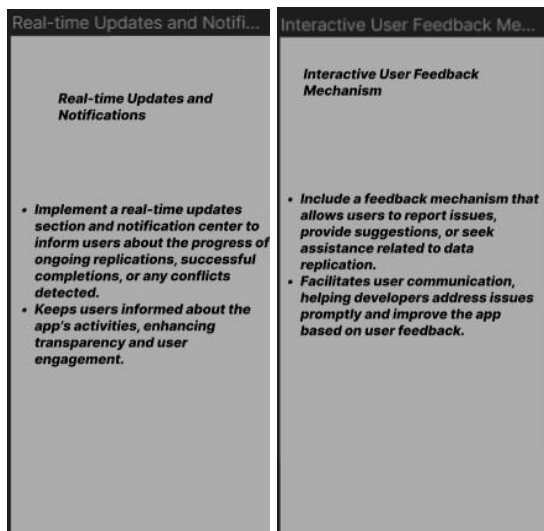 Real-time Updates and Notifi...
Real-time Updates and
Notifications
• Implement a real-time updates
section and notification center to
inform users about the progress of
ongoing replications, successful
completions, or any conflicts
detected.
• Keeps users informed about the
app's activities, enhancing
transparency and user
engagement.
Interactive User Feedback Me...
Interactive User Feedback
Mechanism
• Include a feedback mechanism that
allows users to report issues,
provide suggestions, or seek
assistance related to data
replication.
• Facilitates user communication,
helping developers address issues
promptly and improve the app
based on user feedback.